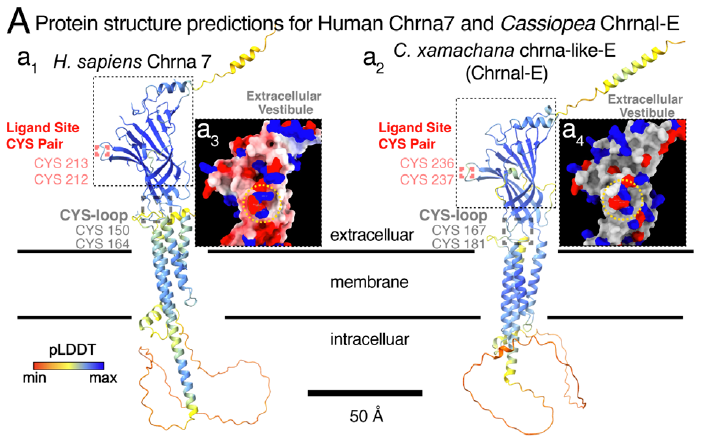 A Protein structure predictions for Human Chrna7 and Cassiopea Chrnal-E
a1 H. sapiens Chrna 7
Ligand Site
CYS Pair
CYS 213
CYS 212
CYS-loop
CYS 150
CYS 164
Extracellular
Vestibule
a3
a2 C. xamachana chrna-like-E
(Chrnal-E)
Ligand Site
CYS Pair
CYS 236
CYS 237
CYS-loop
CYS 167
CYS 181
Extracellular
Vestibule
a4
extracelluar
membrane
intracelluar
pLDDT
min max
50 Å